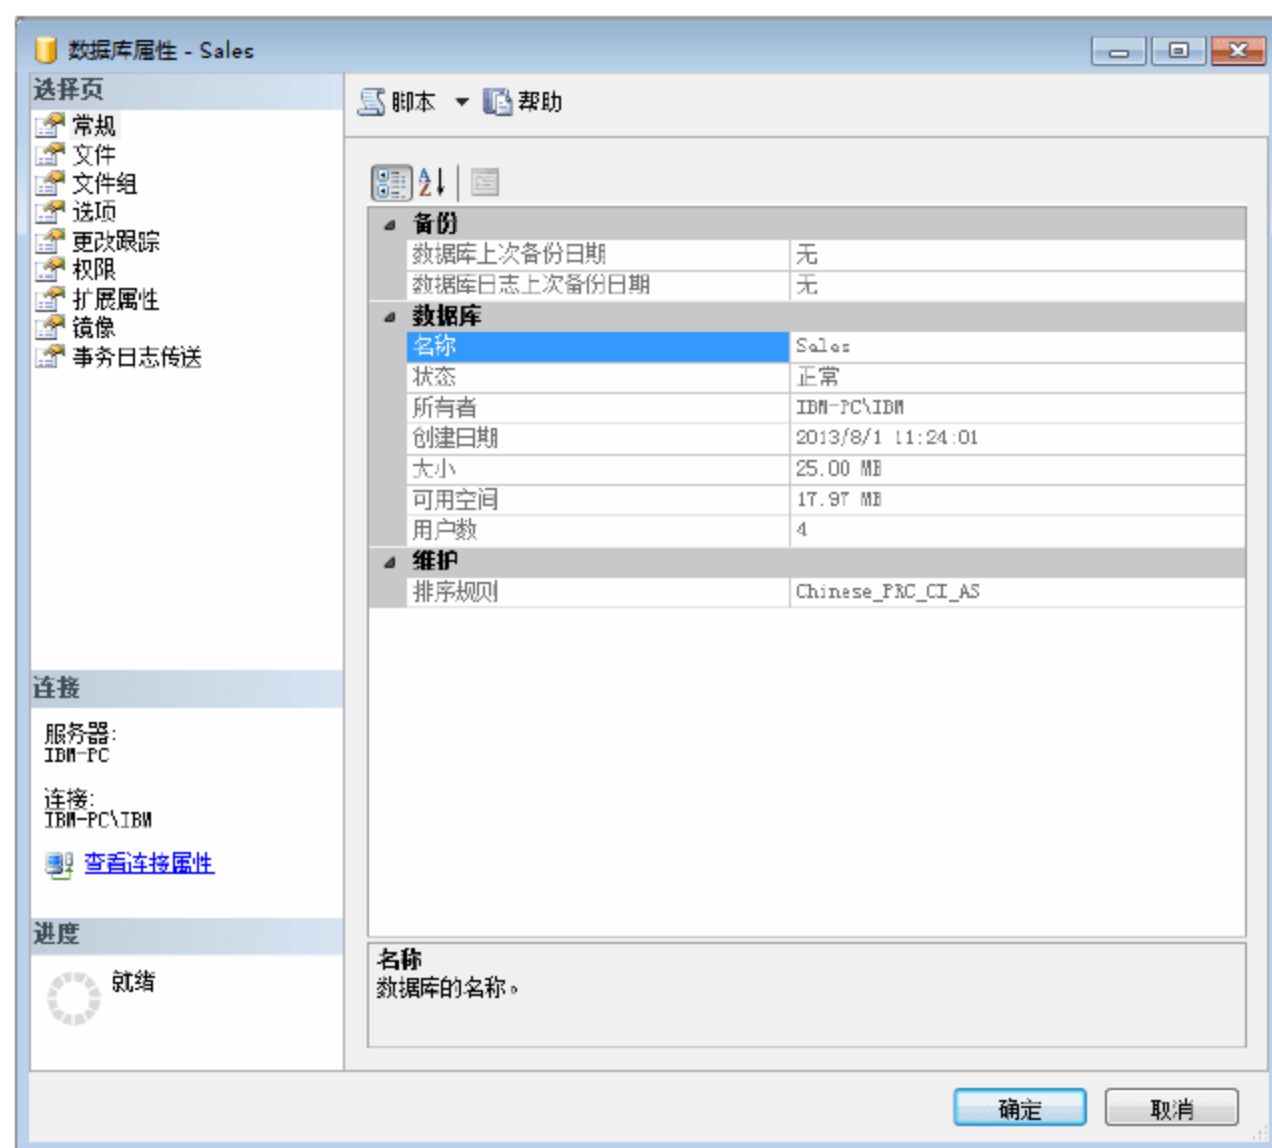 数据库属性 - Sales
选择页
常规
文件
文件组
选项
更改跟踪
权限
扩展属性
镜像
事务日志传送
连接
服务器:
IBM-PC
连接:
IBM-PC\IBM
查看连接属性
进度
就绪
脚本 帮助
备份
数据库上次备份日期 无
数据库日志上次备份日期 无
数据库
名称 Sales
状态 正常
所有者 IBM-PC\IBM
创建日期 2013/8/1 11:24:01
大小 25.00 MB
可用空间 17.97 MB
用户数 4
维护
排序规则 Chinese_PRC_CI_AS
名称
数据库的名称。
确定 取消